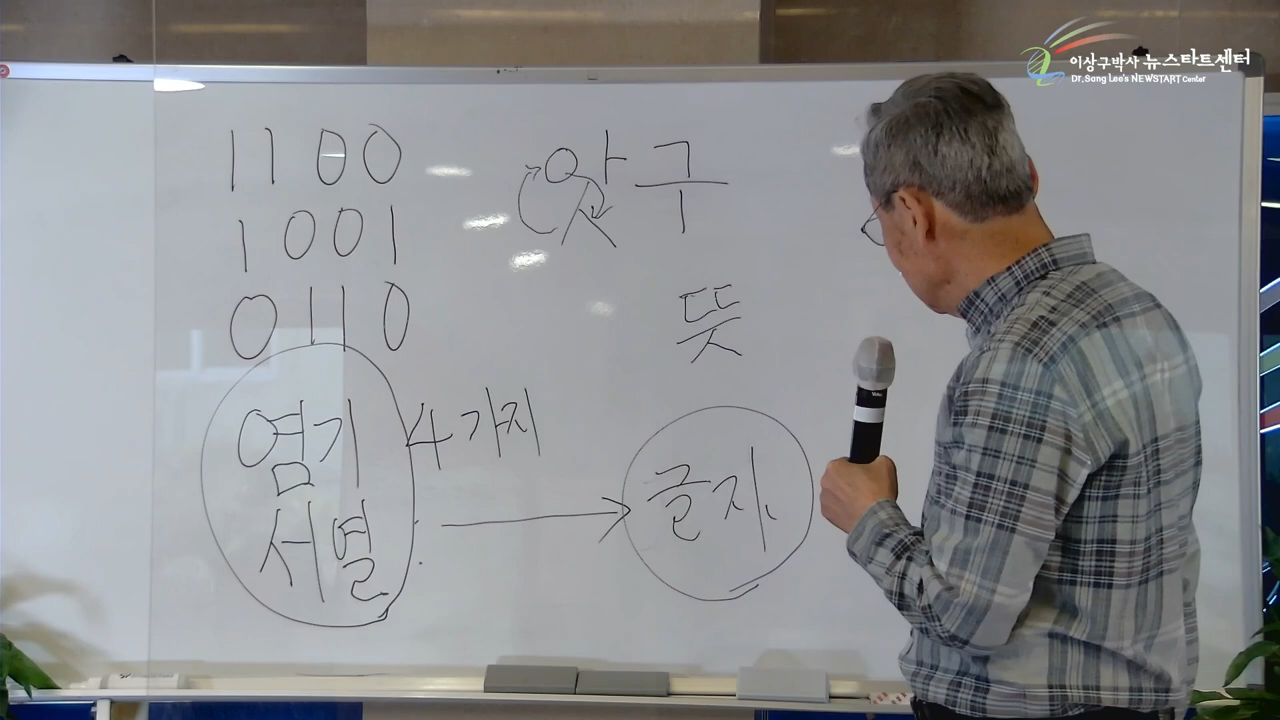 이상구박사 뉴스타트센터
Dr. Sang Lee's NEWSTART Center
1100
1001
0110
염기 4가지
서열
앗구
뜻
글자